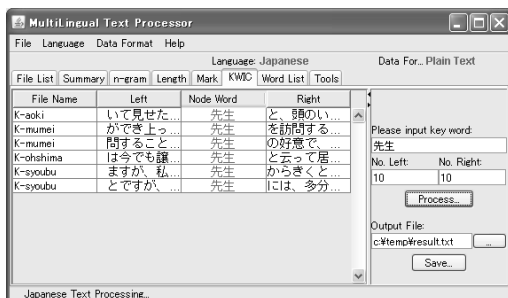 MultiLingual Text Processor
File Language Data Format Help
Language: Japanese Data For... Plain Text
File List Summary n-gram Length Mark KWIC Word List Tools
File Name Left Node Word Right
K-aoki いて見せた... 先生 と、頭のい...
K-mumei ができ上っ... 先生 を訪問する...
K-mumei 問すること... 先生 の好意で、...
K-ohshima は今でも譲... 先生 と云って居...
K-syoubu ますが、私... 先生 からきくと...
K-syoubu とですが、... 先生 には、多分...
Please input key word:
先生
No. Left: No. Right:
10 10
Process...
Output File:
c:¥temp¥result.txt ...
Save...
Japanese Text Processing...